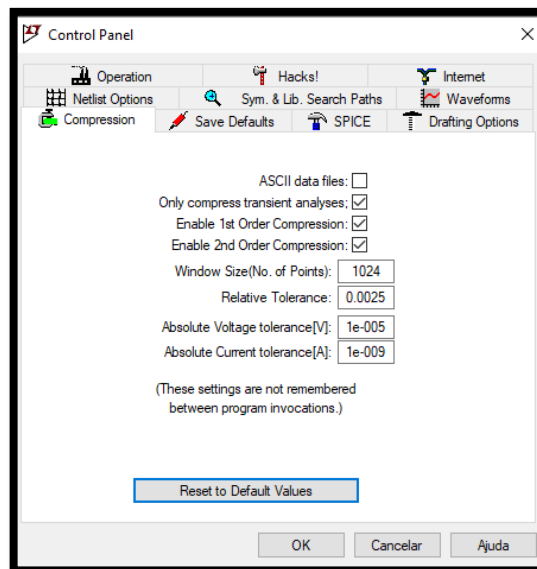 Control Panel
Operation Hacks! Internet
Netlist Options Sym. & Lib. Search Paths Waveforms
Compression Save Defaults SPICE Drafting Options
ASCII data files:
Only compress transient analyses:
Enable 1st Order Compression:
Enable 2nd Order Compression:
Window Size(No. of Points): 1024
Relative Tolerance: 0.0025
Absolute Voltage tolerance[V]: 1e-005
Absolute Current tolerance[A]: 1e-009
(These settings are not remembered
between program invocations.)
Reset to Default Values
OK Cancelar Ajuda